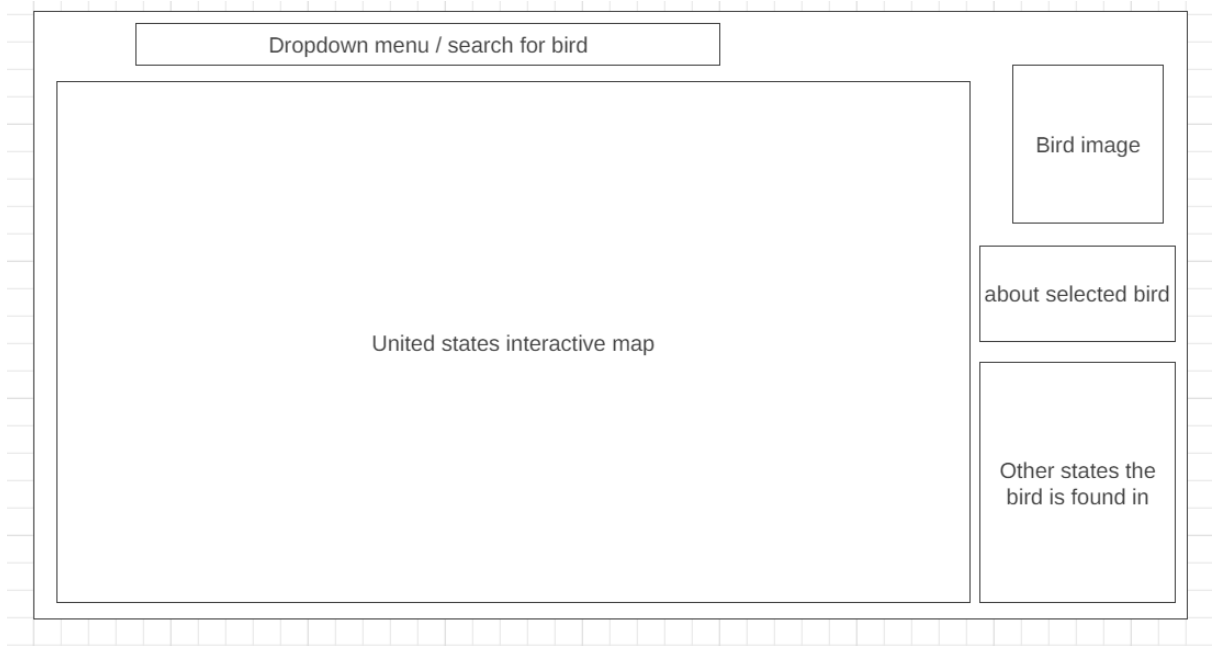 Dropdown menu / search for bird
Bird image
about selected bird
United states interactive map
Other states the
bird is found in